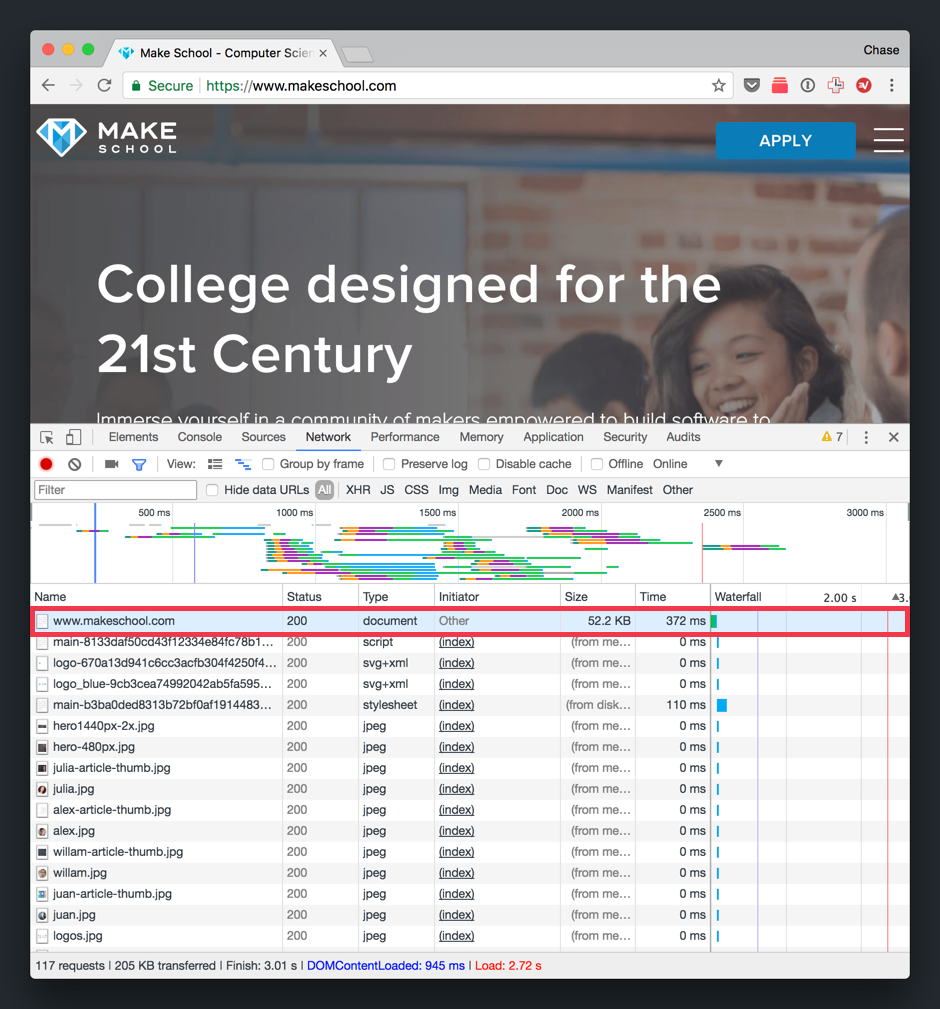 Make School - Computer Scien
Chase
Secure https://www.makeschool.com
MAKE
SCHOOL
APPLY
College designed for the
21st Century
Immerse yourself in a community of makers empowered to build software to
Elements Console Sources Network Performance Memory Application Security Audits 7
View: Group by frame Preserve log Disable cache Offline Online
Filter Hide data URLs All XHR JS CSS Img Media Font Doc WS Manifest Other
500 ms 1000 ms 1500 ms 2000 ms 2500 ms 3000 ms
Name Status Type Initiator Size Time Waterfall 2.00 s 3.0
www.makeschool.com 200 document Other 52.2 KB 372 ms
main-8133daf50cd43f12334e84fc78b1... 200 script (index) (from me... 0 ms
logo-670a13d941c6cc3acfb304f4250f4... 200 svg+xml (index) (from me... 0 ms
logo_blue-9cb3cea74992042ab5fa595... 200 svg+xml (index) (from me... 0 ms
main-b3ba0ded8313b72bf0af1914483... 200 stylesheet (index) (from disk... 110 ms
hero1440px-2x.jpg 200 jpeg (index) (from me... 0 ms
hero-480px.jpg 200 jpeg (index) (from me... 0 ms
julia-article-thumb.jpg 200 jpeg (index) (from me... 0 ms
julia.jpg 200 jpeg (index) (from me... 0 ms
alex-article-thumb.jpg 200 jpeg (index) (from me... 0 ms
alex.jpg 200 jpeg (index) (from me... 0 ms
willam-article-thumb.jpg 200 jpeg (index) (from me... 0 ms
willam.jpg 200 jpeg (index) (from me... 0 ms
juan-article-thumb.jpg 200 jpeg (index) (from me... 0 ms
juan.jpg 200 jpeg (index) (from me... 0 ms
logos.jpg 200 jpeg (index) (from me... 0 ms
117 requests | 205 KB transferred | Finish: 3.01 s | DOMContentLoaded: 945 ms | Load: 2.72 s